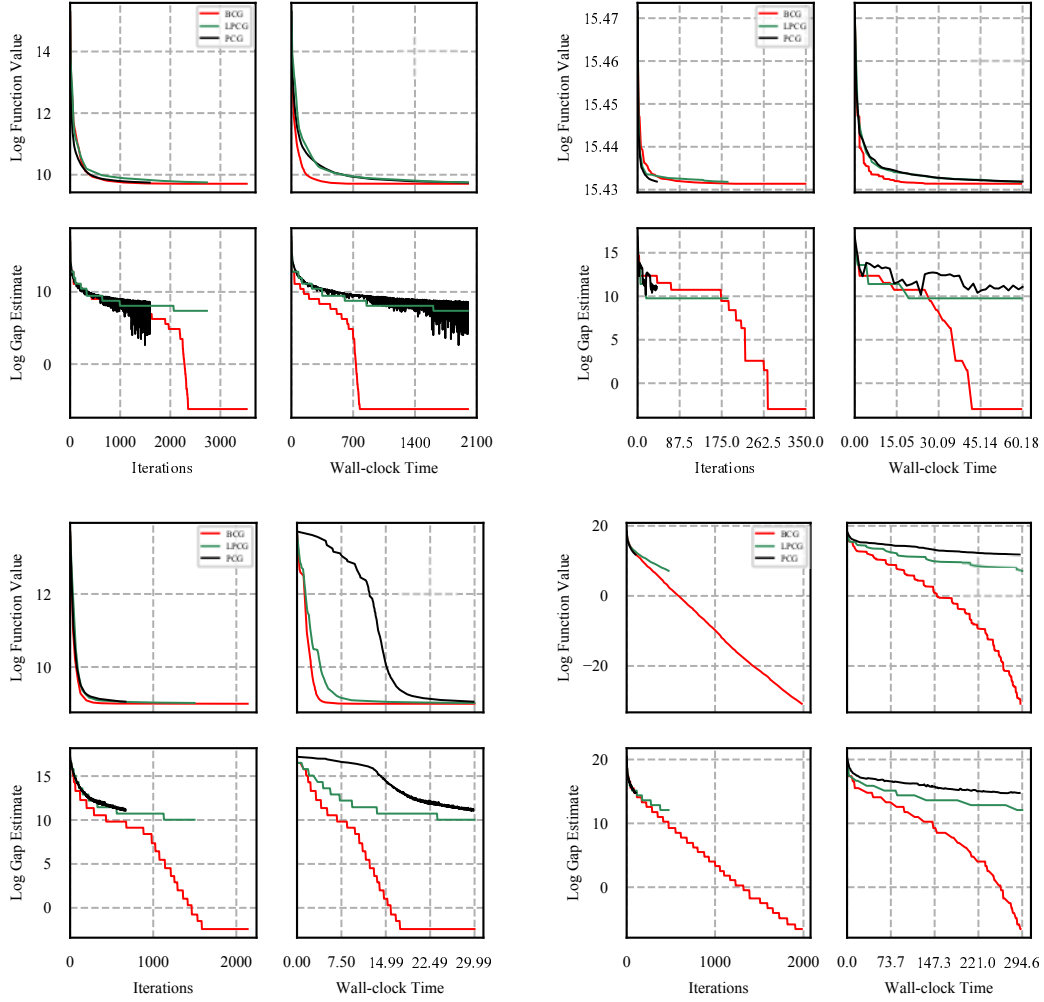 BCG
LPCG
PCG
Log Function Value
14
12
10
Log Gap Estimate
10
0
0
1000
2000
3000
Iterations
0
700
1400
2100
Wall-clock Time
BCG
LPCG
PCG
Log Function Value
15.47
15.46
15.45
15.44
15.43
Log Gap Estimate
15
10
5
0
0.0
87.5
175.0
262.5
350.0
Iterations
0.00
15.05
30.09
45.14
60.18
Wall-clock Time
BCG
LPCG
PCG
Log Function Value
12
10
Log Gap Estimate
15
10
5
0
0
1000
2000
Iterations
0.00
7.50
14.99
22.49
29.99
Wall-clock Time
BCG
LPCG
PCG
Log Function Value
20
0
−20
Log Gap Estimate
20
10
0
0
1000
2000
Iterations
0.0
73.7
147.3
221.0
294.6
Wall-clock Time